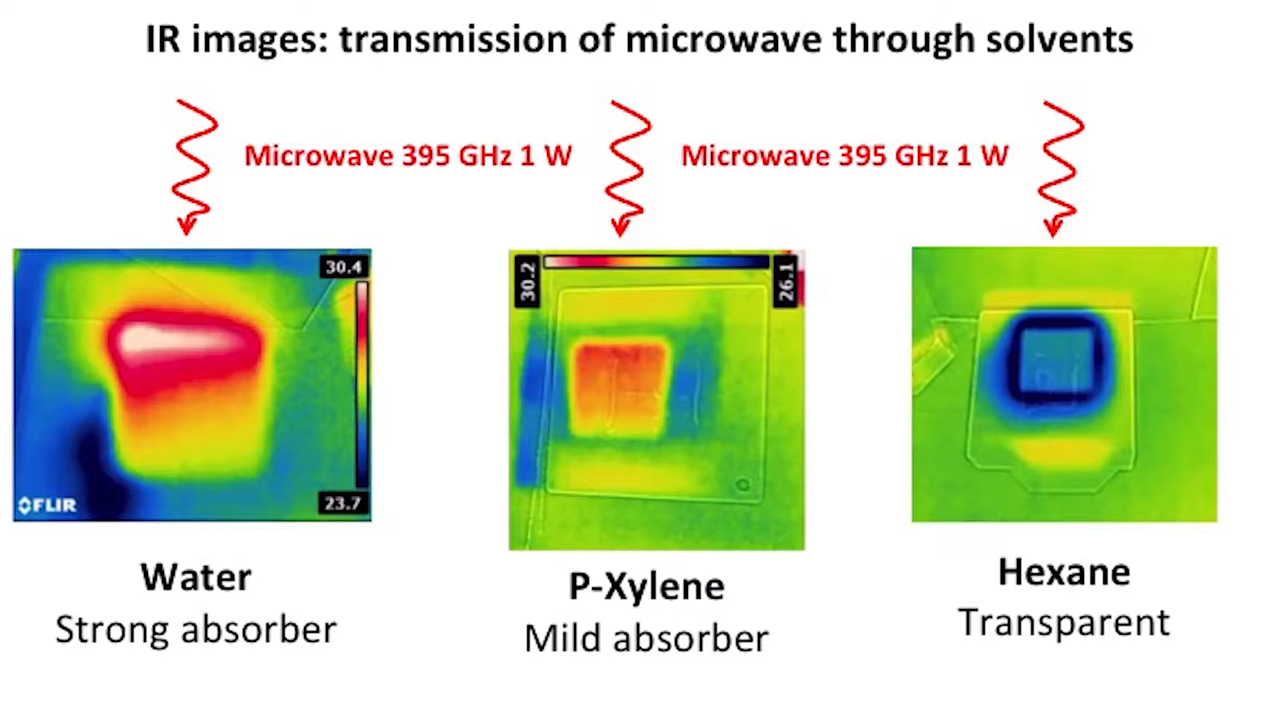 IR images: transmission of microwave through solvents
Microwave 395 GHz 1 W
Microwave 395 GHz 1 W
30.4
23.7
FLIR
30.2
26.1
Water
Strong absorber
P-Xylene
Mild absorber
Hexane
Transparent